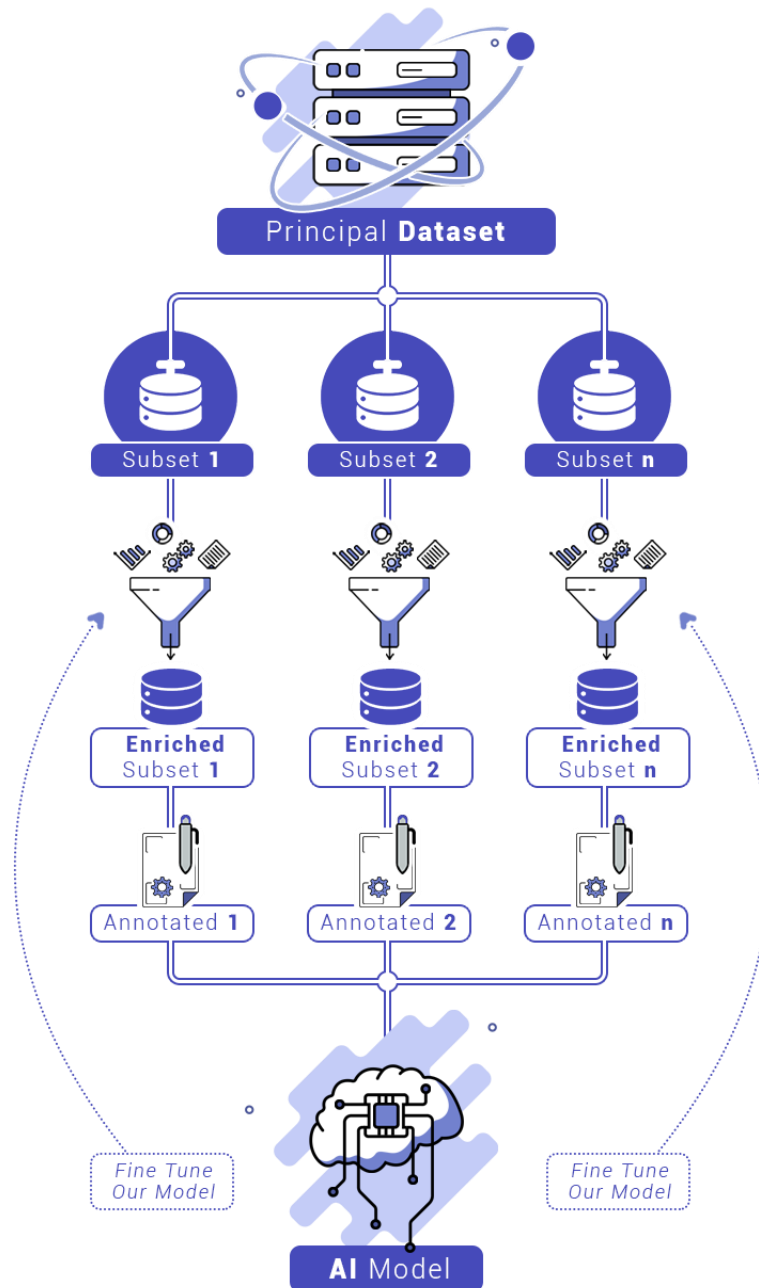 Principal Dataset
Subset 1
Subset 2
Subset n
Enriched
Subset 1
Enriched
Subset 2
Enriched
Subset n
Annotated 1
Annotated 2
Annotated n
Fine Tune
Our Model
Fine Tune
Our Model
AI Model